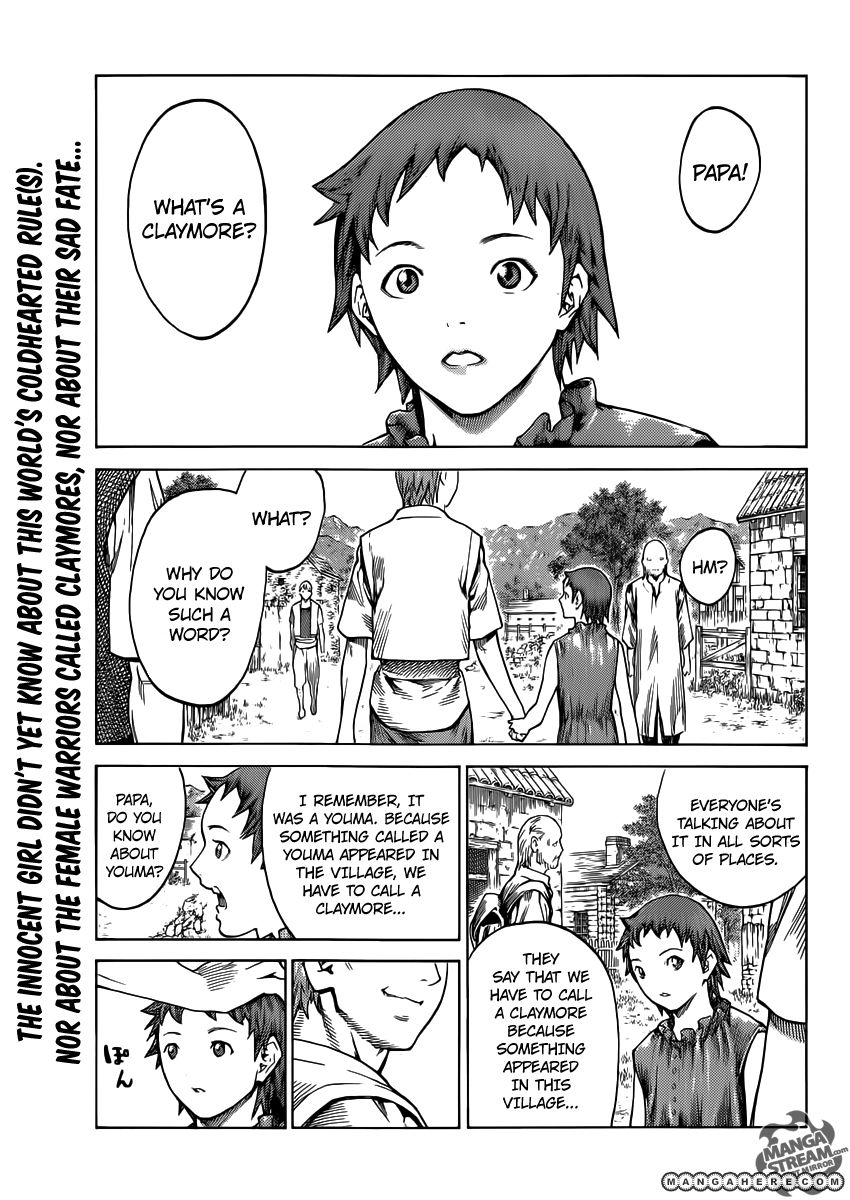 THE INNOCENT GIRL DIDN'T YET KNOW ABOUT THIS WORLD'S COLDHEARTED RULE(S).
NOR ABOUT THE FEMALE WARRIORS CALLED CLAYMORES, NOR ABOUT THEIR SAD FATE...
PAPA!
WHAT'S A
CLAYMORE?
HM?
WHAT?
WHY DO
YOU KNOW
SUCH A
WORD?
EVERYONE'S
TALKING ABOUT
IT IN ALL SORTS
OF PLACES.
THEY
SAY THAT WE
HAVE TO CALL
A CLAYMORE
BECAUSE
SOMETHING
APPEARED
IN THIS
VILLAGE...
I REMEMBER, IT
WAS A YOUMA. BECAUSE
SOMETHING CALLED A
YOUMA APPEARED IN
THE VILLAGE, WE
HAVE TO CALL A
CLAYMORE...
PAPA,
DO YOU
KNOW
ABOUT
YOUMA?
ぽん
MANGA
STREAM.com
MIRROR
MANGAHERE.COM